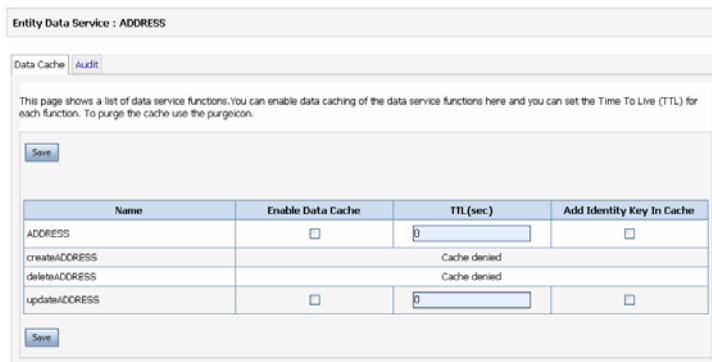 Entity Data Service : ADDRESS
Data Cache Audit
This page shows a list of data service functions.You can enable data caching of the data service functions here and you can set the Time To Live (TTL) for
each function. To purge the cache use the purgeicon.
Save
Name Enable Data Cache TTL(sec) Add Identity Key In Cache
ADDRESS 0
createADDRESS Cache denied
deleteADDRESS Cache denied
updateADDRESS 0
Save